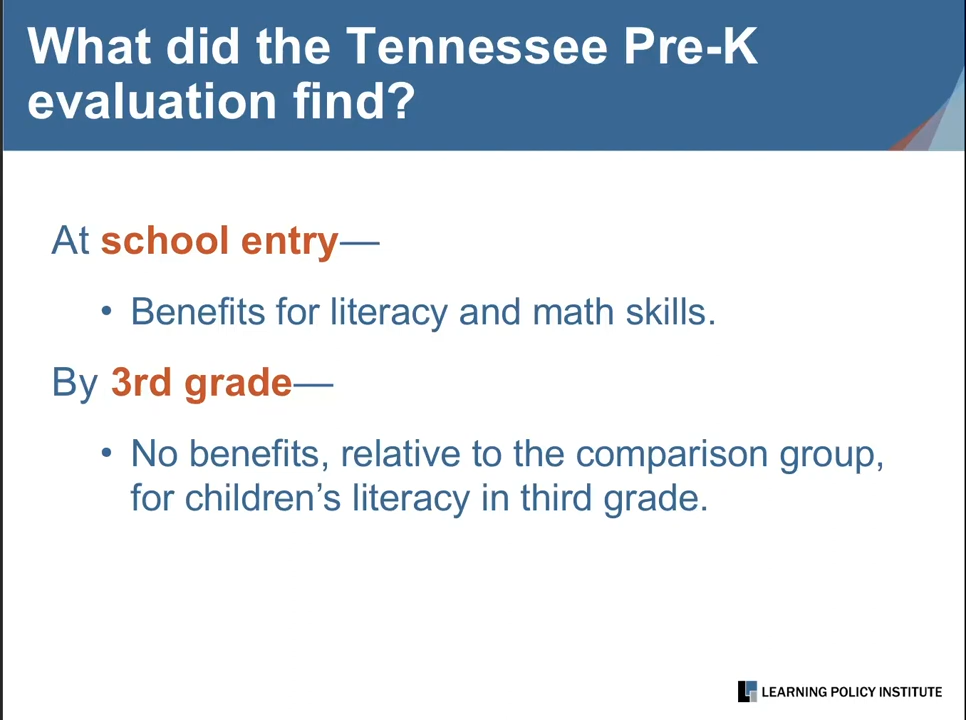 What did the Tennessee Pre-K
evaluation find?
At school entry—
• Benefits for literacy and math skills.
By 3rd grade—
• No benefits, relative to the comparison group,
for children’s literacy in third grade.
LEARNING POLICY INSTITUTE